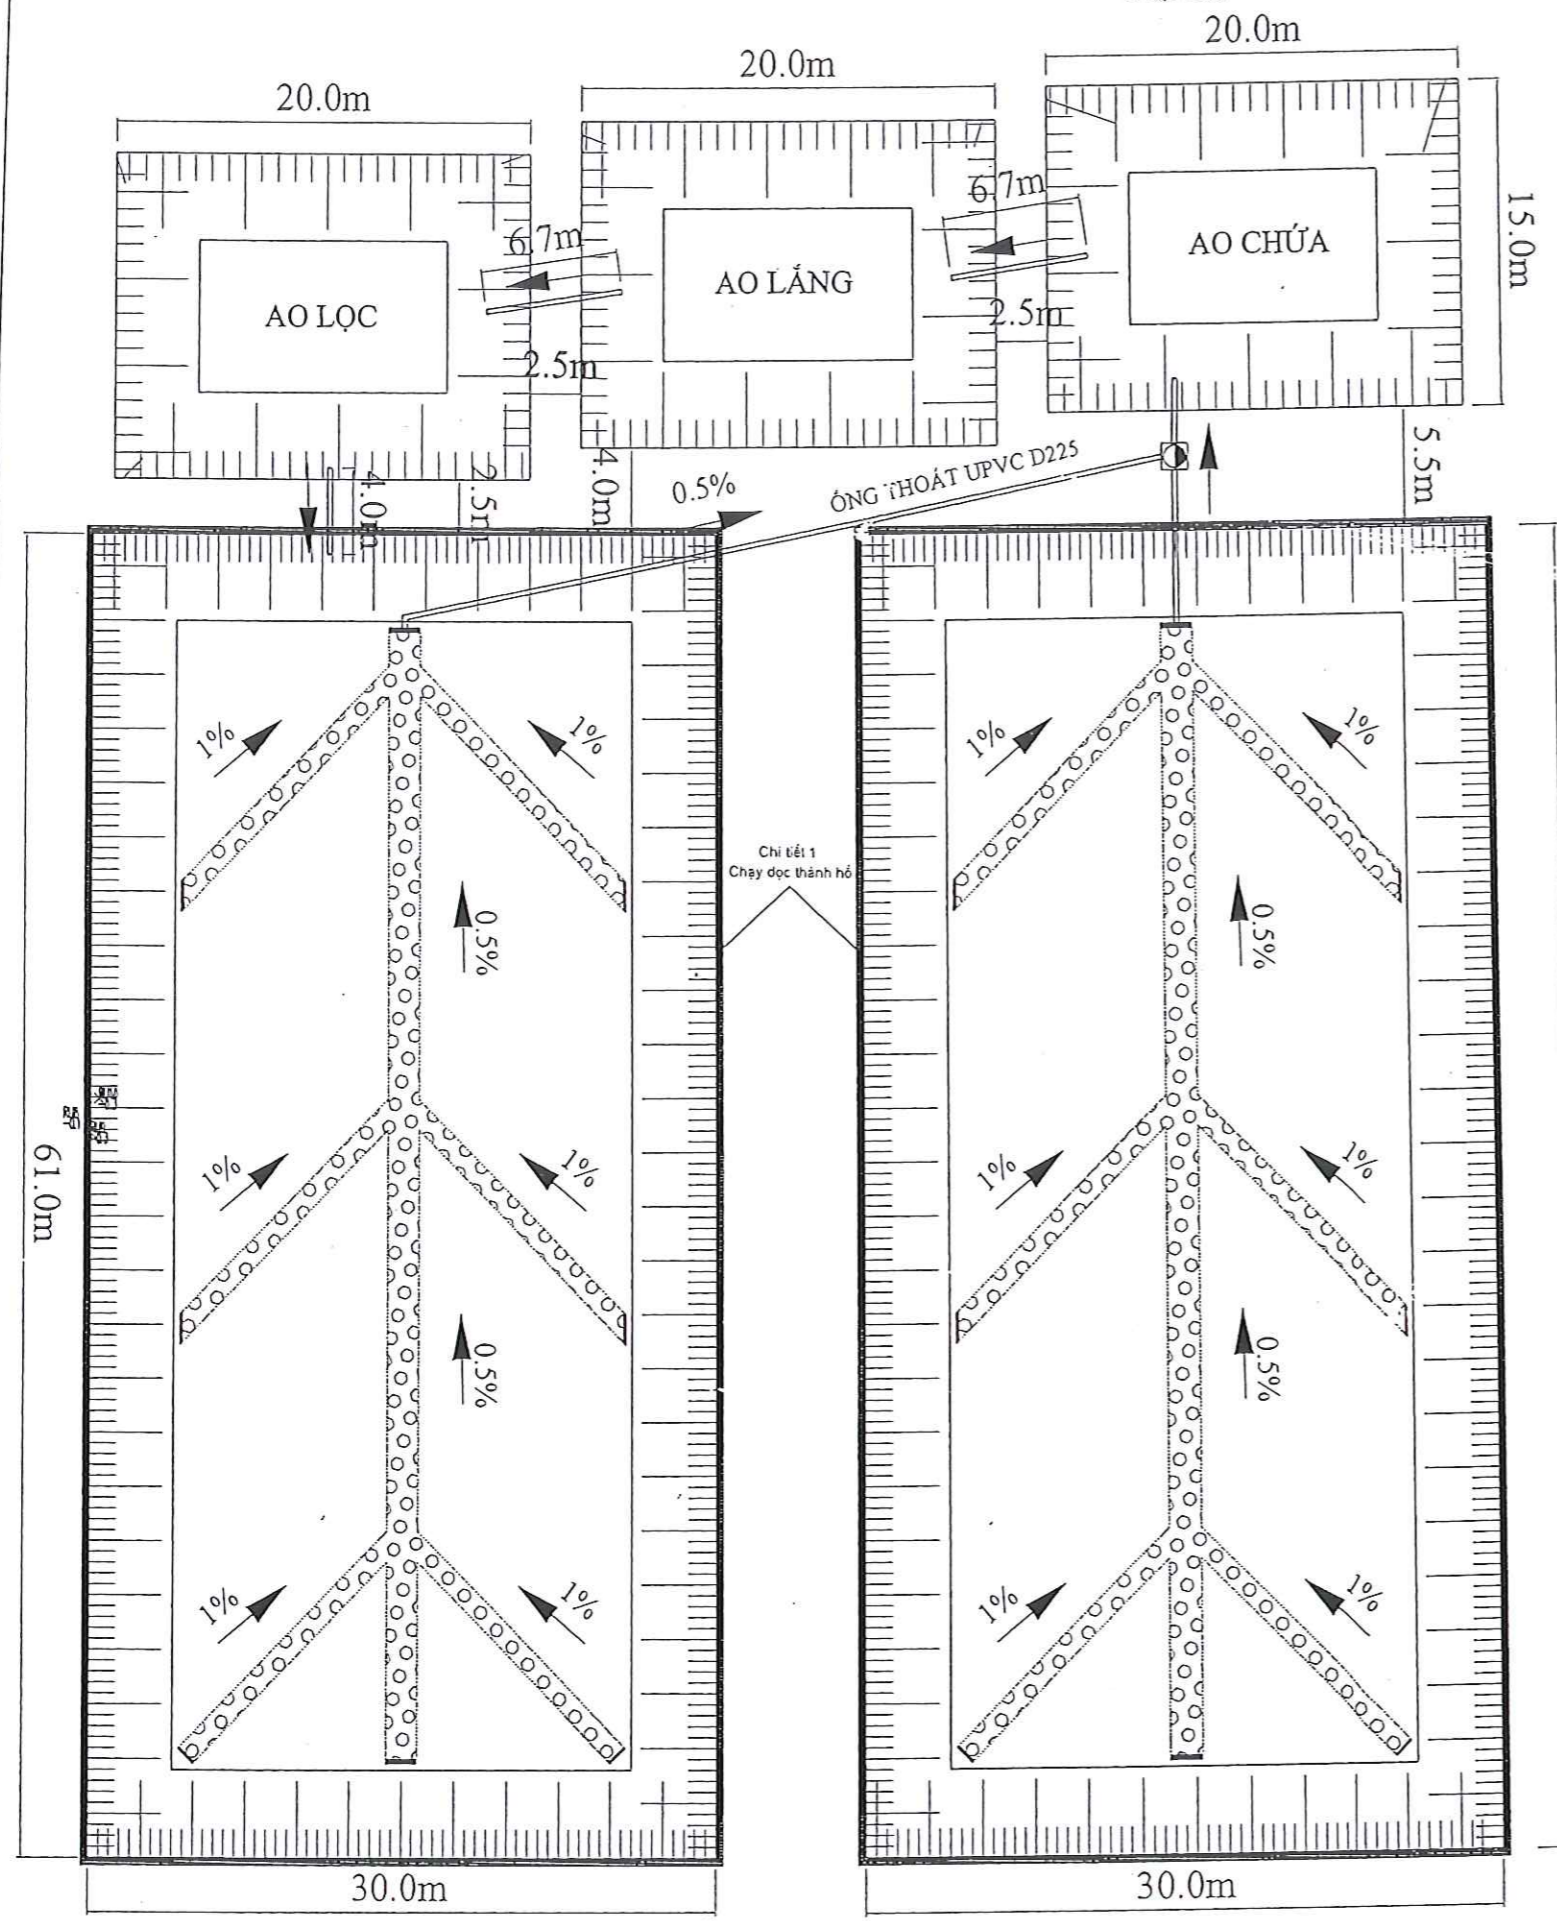 20.0m
20.0m
20.0m
6.7m
6.7m
15.0m
AO LỌC
AO LẮNG
AO CHỨA
2.5m
2.5m
4.0m
2.5m
4.0m
0.5%
ỐNG THOÁT UPVC D225
5.5m
1%
1%
1%
1%
Chi tiết 1
Chạy dọc thành hố
0.5%
0.5%
61.0m
1%
1%
1%
1%
0.5%
0.5%
1%
1%
1%
1%
30.0m
30.0m